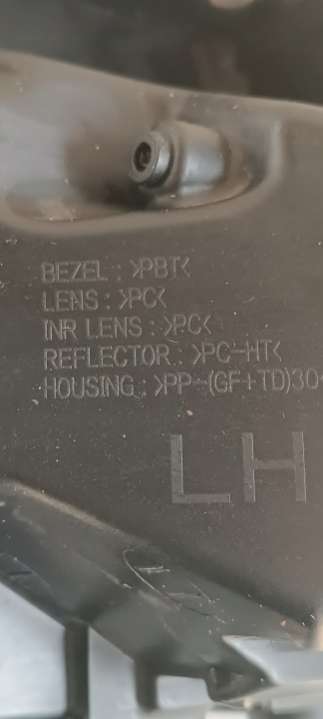 BEZEL : >PBT<
LENS : >PC<
INR LENS : >PC<
REFLECTOR : >PC-HT<
HOUSING : >PP-(GF+TD)30
LH